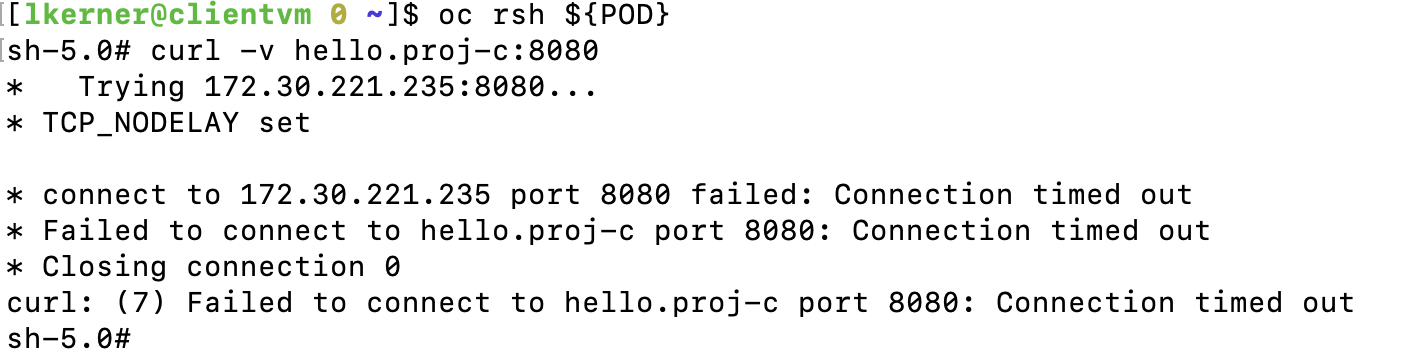 [lkerner@clientvm 0 ~]$ oc rsh ${POD}
sh-5.0# curl -v hello.proj-c:8080
*   Trying 172.30.221.235:8080...
* TCP_NODELAY set
* connect to 172.30.221.235 port 8080 failed: Connection timed out
* Failed to connect to hello.proj-c port 8080: Connection timed out
* Closing connection 0
curl: (7) Failed to connect to hello.proj-c port 8080: Connection timed out
sh-5.0#